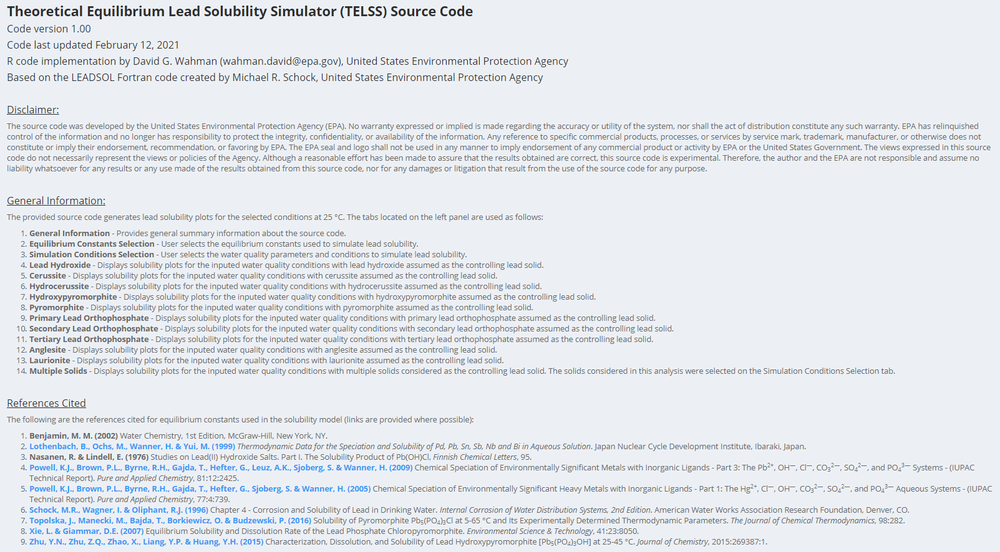 Theoretical Equilibrium Lead Solubility Simulator (TELSS) Source Code
Code version 1.00
Code last updated February 12, 2021
R code implementation by David G. Wahman (wahman.david@epa.gov), United States Environmental Protection Agency
Based on the LEADSOL Fortran code created by Michael R. Schock, United States Environmental Protection Agency
Disclaimer:
The source code was developed by the United States Environmental Protection Agency (EPA). No warranty expressed or implied is made regarding the accuracy or utility of the system, nor shall the act of distribution constitute any such warranty. EPA has relinquished
control of the information and no longer has responsibility to protect the integrity, confidentiality, or availability of the information. Any reference to specific commercial products, processes, or services by service mark, trademark, manufacturer, or otherwise does not
constitute or imply their endorsement, recommendation, or favoring by EPA. The EPA seal and logo shall not be used in any manner to imply endorsement of any commercial product or activity by EPA or the United States Government. The views expressed in this source
code do not necessarily represent the views or policies of the Agency. Although a reasonable effort has been made to assure that the results obtained are correct, this source code is experimental. Therefore, the author and the EPA are not responsible and assume no
liability whatsoever for any results or any use made of the results obtained from this source code, nor for any damages or litigation that result from the use of the source code for any purpose.
General Information:
The provided source code generates lead solubility plots for the selected conditions at 25 °C. The tabs located on the left panel are used as follows:
1. General Information - Provides general summary information about the source code.
2. Equilibrium Constants Selection - User selects the equilibrium constants used to simulate lead solubility.
3. Simulation Conditions Selection - User selects the water quality parameters and conditions to simulate lead solubility.
4. Lead Hydroxide - Displays solubility plots for the inputed water quality conditions with lead hydroxide assumed as the controlling lead solid.
5. Cerussite - Displays solubility plots for the inputed water quality conditions with cerussite assumed as the controlling lead solid.
6. Hydrocerussite - Displays solubility plots for the inputed water quality conditions with hydrocerussite assumed as the controlling lead solid.
7. Hydroxypyromorphite - Displays solubility plots for the inputed water quality conditions with hydroxypyromorphite assumed as the controlling lead solid.
8. Pyromorphite - Displays solubility plots for the inputed water quality conditions with pyromorphite assumed as the controlling lead solid.
9. Primary Lead Orthophosphate - Displays solubility plots for the inputed water quality conditions with primary lead orthophosphate assumed as the controlling lead solid.
10. Secondary Lead Orthophosphate - Displays solubility plots for the inputed water quality conditions with secondary lead orthophosphate assumed as the controlling lead solid.
11. Tertiary Lead Orthophosphate - Displays solubility plots for the inputed water quality conditions with tertiary lead orthophosphate assumed as the controlling lead solid.
12. Anglesite - Displays solubility plots for the inputed water quality conditions with anglesite assumed as the controlling lead solid.
13. Laurionite - Displays solubility plots for the inputed water quality conditions with laurionite assumed as the controlling lead solid.
14. Multiple Solids - Displays solubility plots for the inputed water quality conditions with multiple solids considered as the controlling lead solid. The solids considered in this analysis were selected on the Simulation Conditions Selection tab.
References Cited
The following are the references cited for equilibrium constants used in the solubility model (links are provided where possible):
1. Benjamin, M. M. (2002) Water Chemistry, 1st Edition, McGraw-Hill, New York, NY.
2. Lothenbach, B., Ochs, M., Wanner, H. & Yui, M. (1999) Thermodynamic Data for the Speciation and Solubility of Pd, Pb, Sn, Sb, Nb and Bi in Aqueous Solution. Japan Nuclear Cycle Development Institute, Ibaraki, Japan.
3. Nasanen, R. & Lindell, E. (1976) Studies on Lead(II) Hydroxide Salts. Part I. The Solubility Product of Pb(OH)Cl, Finnish Chemical Letters, 95.
4. Powell, K.J., Brown, P.L., Byrne, R.H., Gajda, T., Hefter, G., Leuz, A.K., Sjoberg, S. & Wanner, H. (2009) Chemical Speciation of Environmentally Significant Metals with Inorganic Ligands - Part 3: The Pb²⁺, OH⁻, Cl⁻, CO₃²⁻, SO₄²⁻, and PO₄³⁻ Systems - (IUPAC
Technical Report). Pure and Applied Chemistry, 81:12:2425.
5. Powell, K.J., Brown, P.L., Byrne, R.H., Gajda, T., Hefter, G., Sjoberg, S. & Wanner, H. (2005) Chemical Speciation of Environmentally Significant Heavy Metals with Inorganic Ligands - Part 1: The Hg²⁺, Cl⁻, OH⁻, CO₃²⁻, SO₄²⁻, and PO₄³⁻ Aqueous Systems - (IUPAC
Technical Report). Pure and Applied Chemistry, 77:4:739.
6. Schock, M.R., Wagner, I. & Oliphant, R.J. (1996) Chapter 4 - Corrosion and Solubility of Lead in Drinking Water. Internal Corrosion of Water Distribution Systems, 2nd Edition. American Water Works Association Research Foundation, Denver, CO.
7. Topolska, J., Manecki, M., Bajda, T., Borkiewicz, O. & Budzewski, P. (2016) Solubility of Pyromorphite Pb₅(PO₄)₃Cl at 5-65 °C and Its Experimentally Determined Thermodynamic Parameters. The Journal of Chemical Thermodynamics, 98:282.
8. Xie, L. & Giammar, D.E. (2007) Equilibrium Solubility and Dissolution Rate of the Lead Phosphate Chloropyromorphite. Environmental Science & Technology, 41:23:8050.
9. Zhu, Y.N., Zhu, Z.Q., Zhao, X., Liang, Y.P. & Huang, Y.H. (2015) Characterization, Dissolution, and Solubility of Lead Hydroxypyromorphite [Pb₅(PO₄)₃OH] at 25-45 °C. Journal of Chemistry, 2015:269387:1.